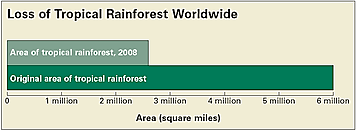 Loss of Tropical Rainforest Worldwide
Area of tropical rainforest, 2008
Original area of tropical rainforest
0 1 million 2 million 3 million 4 million 5 million 6 million
Area (square miles)